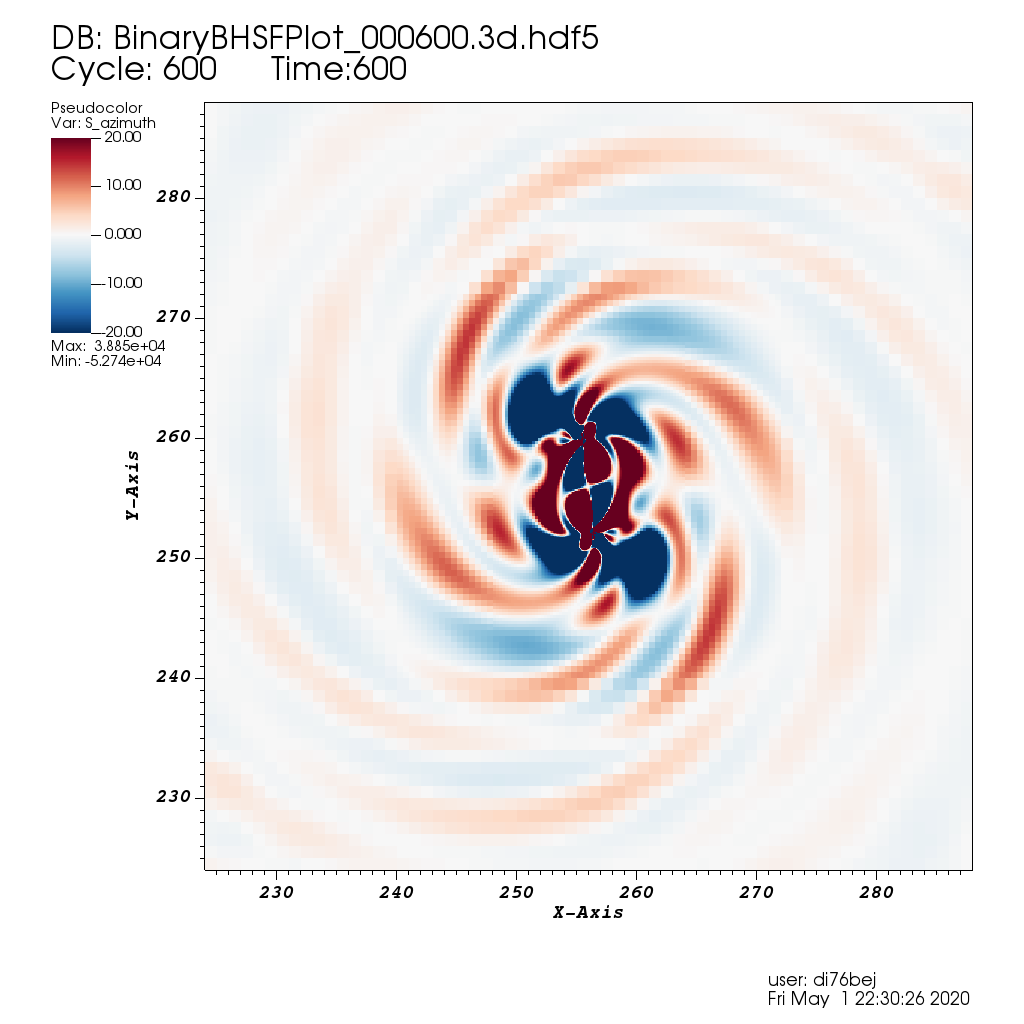 DB: BinaryBHSFPlot_000600.3d.hdf5
Cycle: 600 Time:600
Pseudocolor
Var: S_azimuth
20.00
10.00
0.000
-10.00
-20.00
Max: 3.885e+04
Min: -5.274e+04
280
270
260
250
240
230
Y-Axis
230 240 250 260 270 280
X-Axis
user: di76bej
Fri May 1 22:30:26 2020